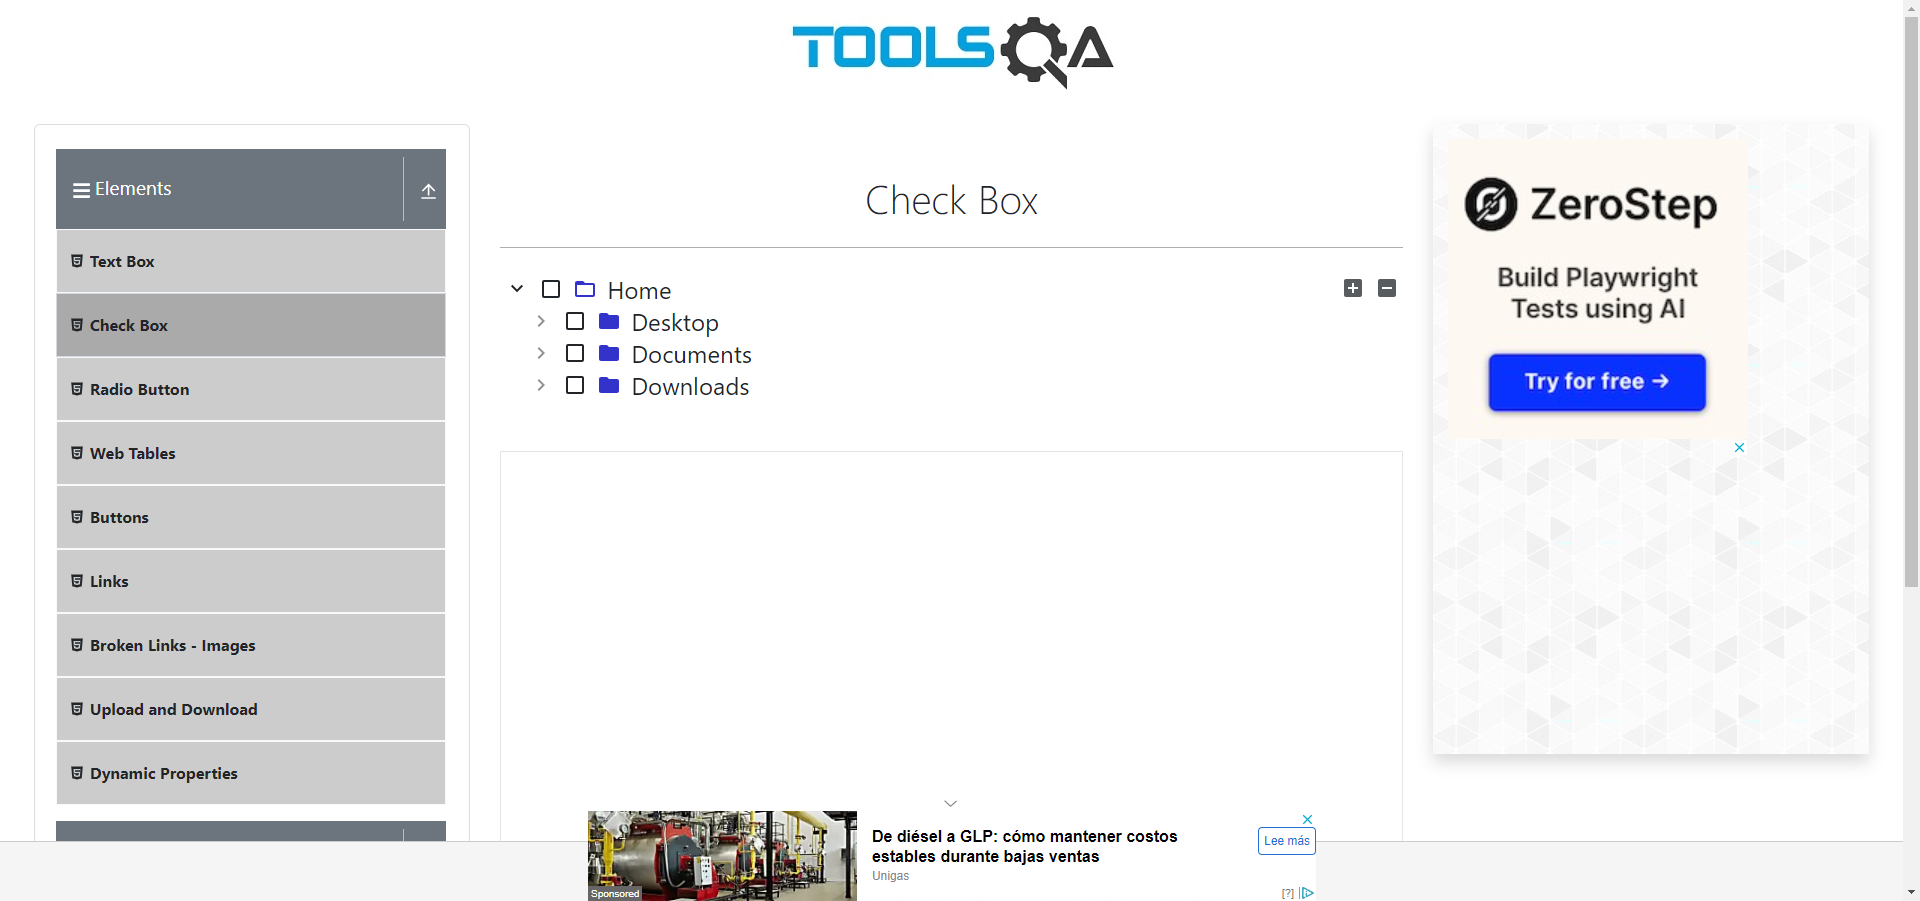 TOOLSQA
Elements
Text Box
Check Box
Radio Button
Web Tables
Buttons
Links
Broken Links - Images
Upload and Download
Dynamic Properties
Check Box
Home
Desktop
Documents
Downloads
ZeroStep
Build Playwright
Tests using AI
Try for free →
De diésel a GLP: cómo mantener costos
estables durante bajas ventas
Unigas
Lee más
Sponsored
[?]